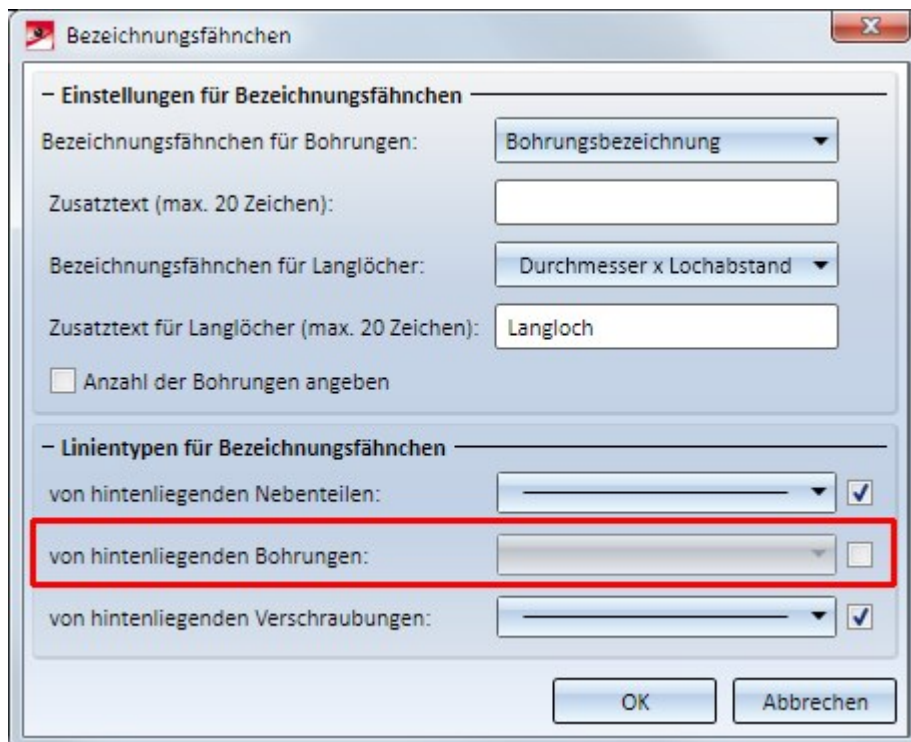 Bezeichnungsfähnchen
Einstellungen für Bezeichnungsfähnchen
Bezeichnungsfähnchen für Bohrungen: Bohrungsbezeichnung
Zusatztext (max. 20 Zeichen):
Bezeichnungsfähnchen für Langlöcher: Durchmesser x Lochabstand
Zusatztext für Langlöcher (max. 20 Zeichen): Langloch
Anzahl der Bohrungen angeben
Linientypen für Bezeichnungsfähnchen
von hintenliegenden Nebenteilen:
von hintenliegenden Bohrungen:
von hintenliegenden Verschraubungen:
OK Abbrechen